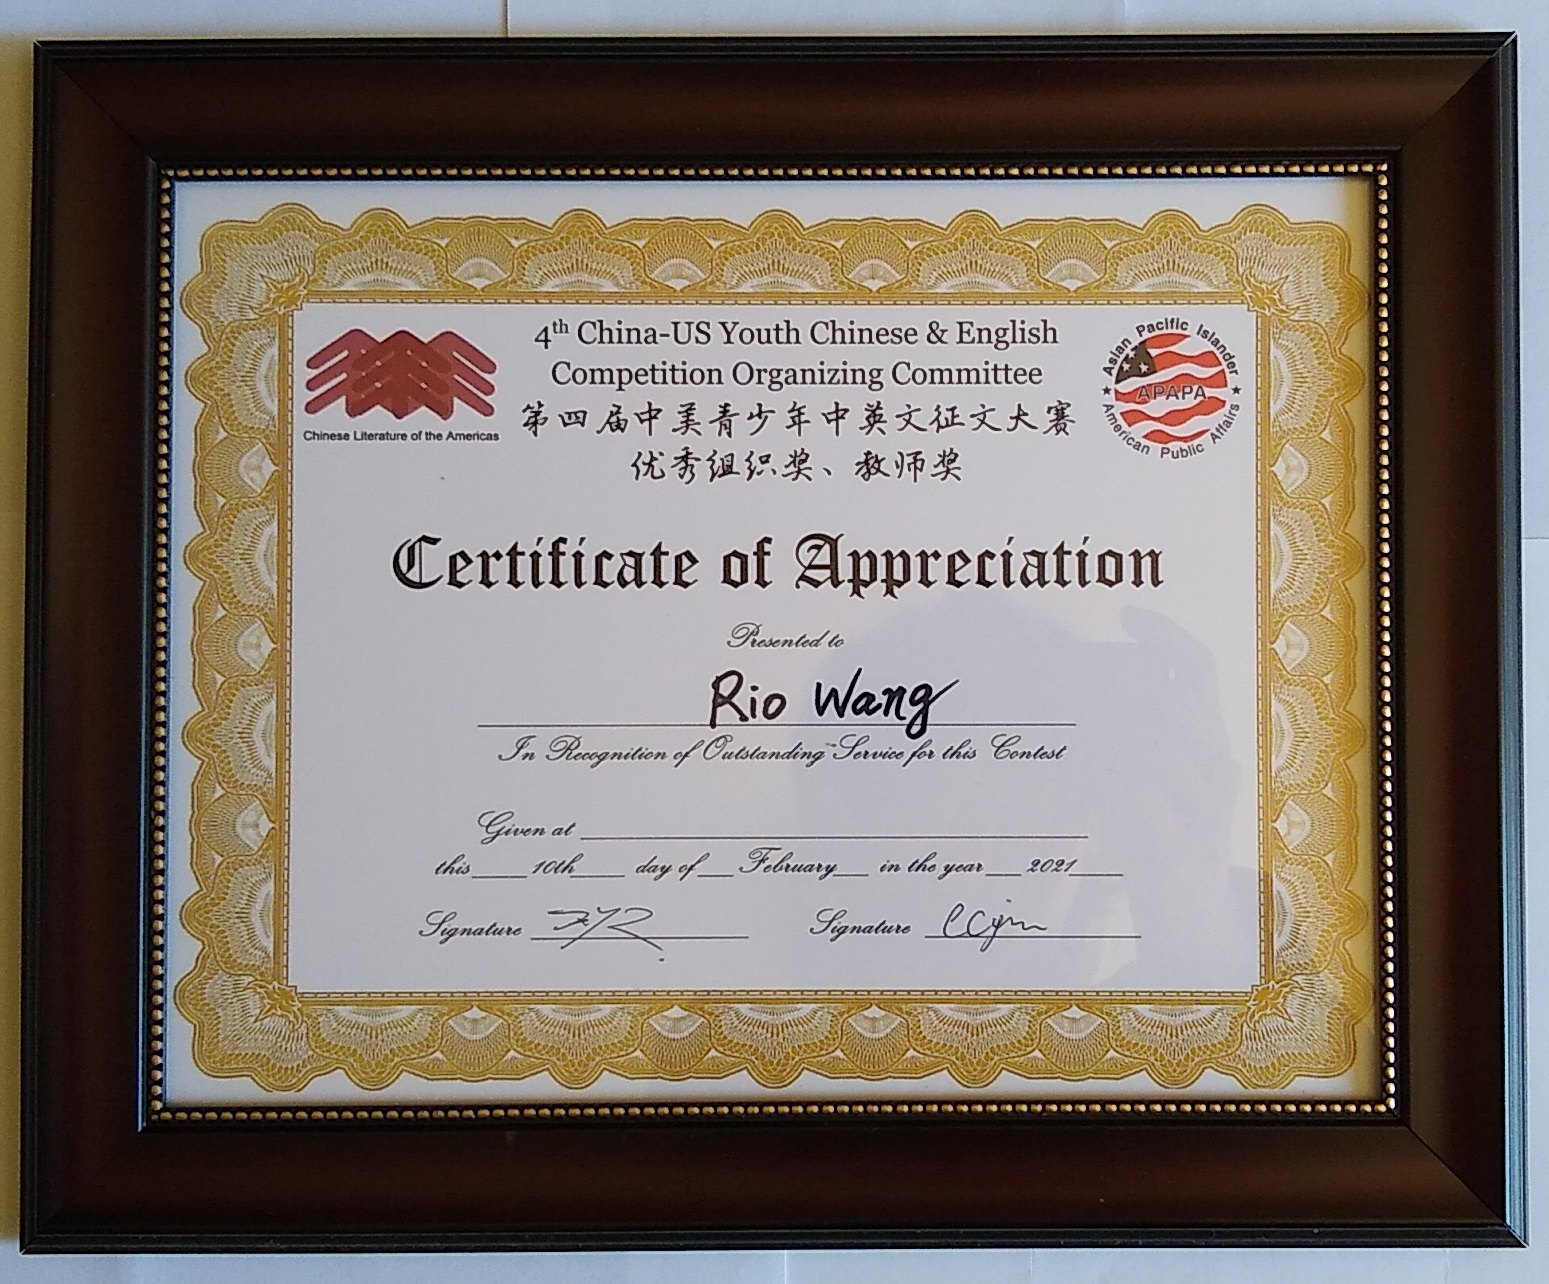 4th China-US Youth Chinese & English
Competition Organizing Committee
第四届中美青少年中英文征文大赛
优秀组织奖、教师奖
Chinese Literature of the Americas
Asian Pacific Islander
APAPA
American Public Affairs
Certificate of Appreciation
Presented to
Rio Wang
In Recognition of Outstanding Service for this Contest
Given at
this 10th day of February in the year 2021
Signature Signature